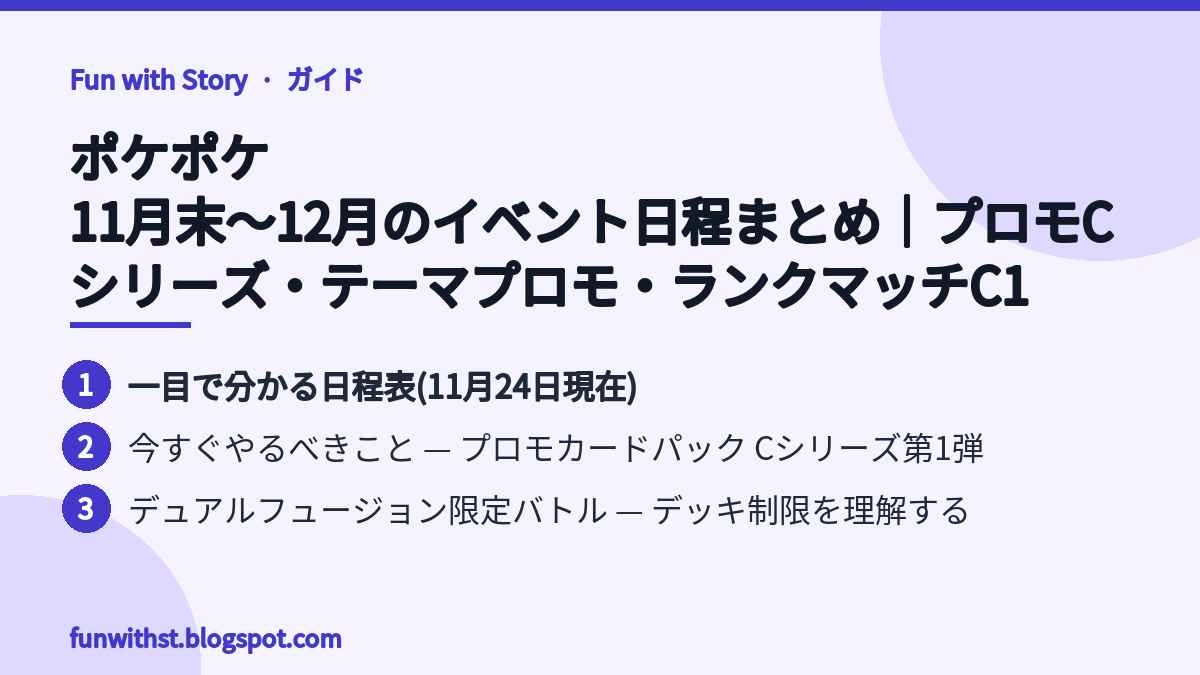 Fun with Story ・ ガイド
ポケポケ
11月末〜12月のイベント日程まとめ｜プロモC
シリーズ・テーマプロモ・ランクマッチC1
1 一目で分かる日程表(11月24日現在)
2 今すぐやるべきこと — プロモカードパック Cシリーズ第1弾
3 デュアルフュージョン限定バトル — デッキ制限を理解する
funwithst.blogspot.com